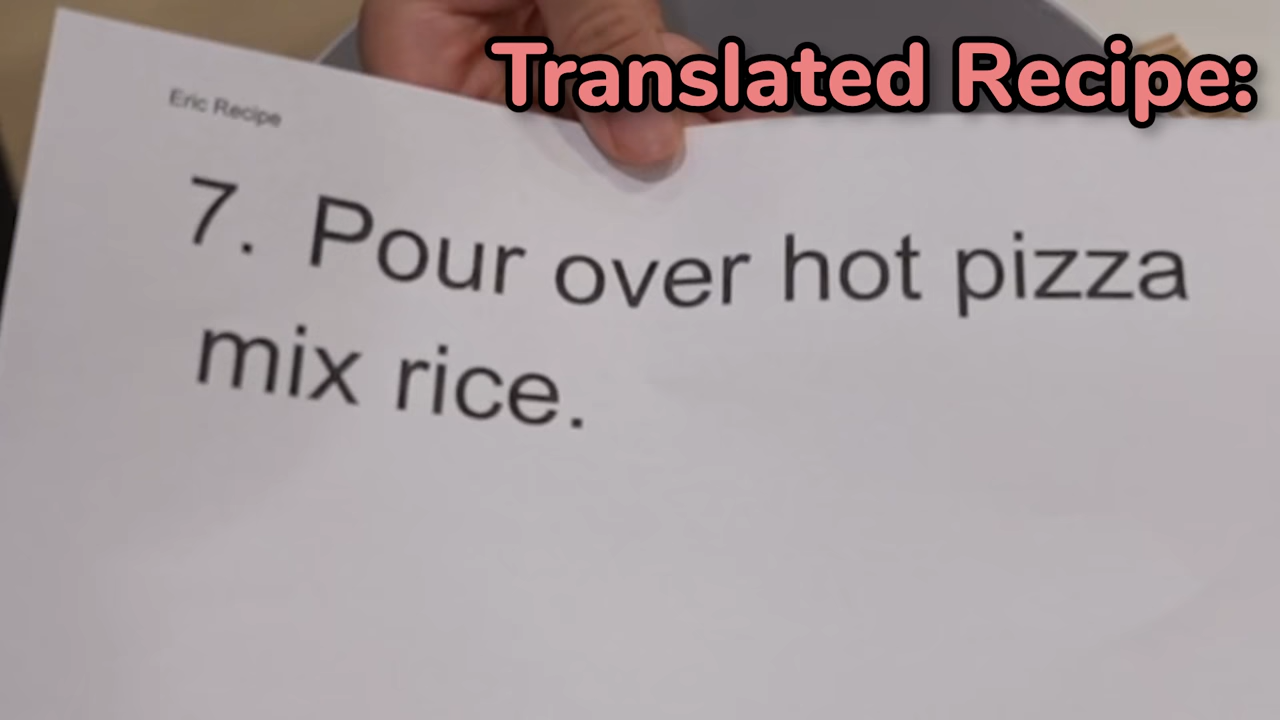 Translated Recipe:
Eric Recipe
7. Pour over hot pizza
mix rice.